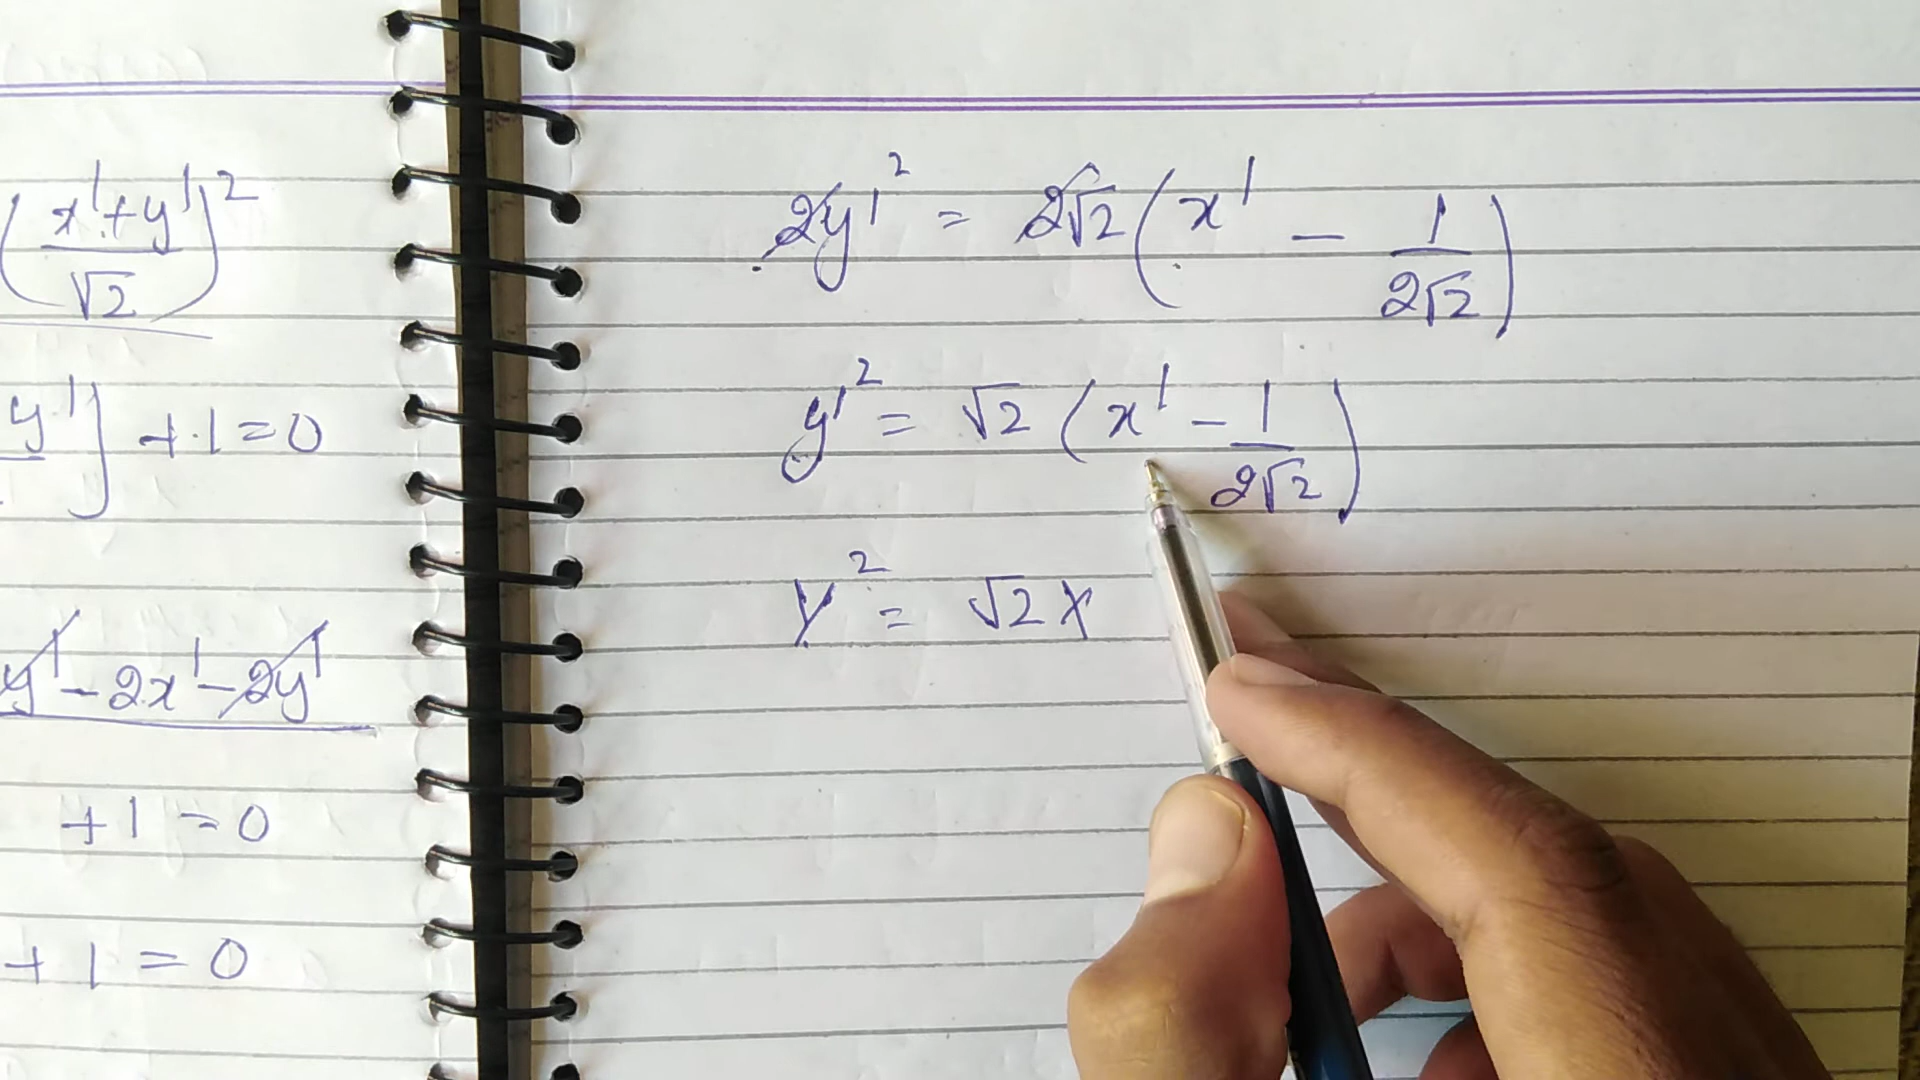 (x'+y'/√2)²
y'] +1=0
y' - 2x' - 2y'
+1=0
+1=0
2y'² = 2√2(x' - 1/2√2)
y'² = √2(x' - 1/2√2)
Y² = √2X